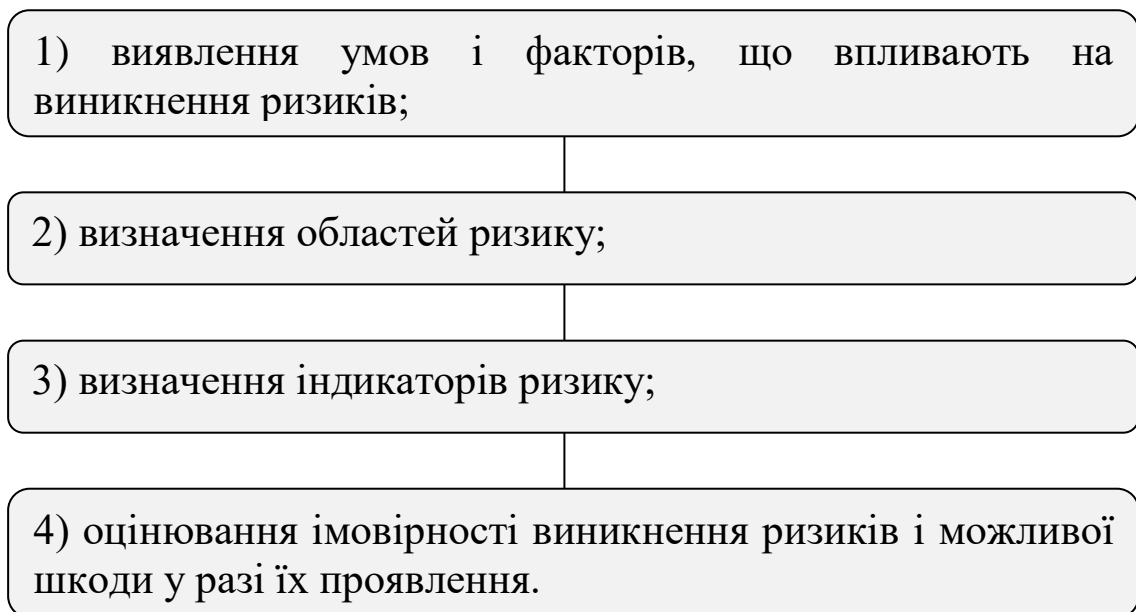 1) виявлення умов і факторів, що впливають на
виникнення ризиків;
2) визначення областей ризику;
3) визначення індикаторів ризику;
4) оцінювання імовірності виникнення ризиків і можливої
шкоди у разі їх проявлення.